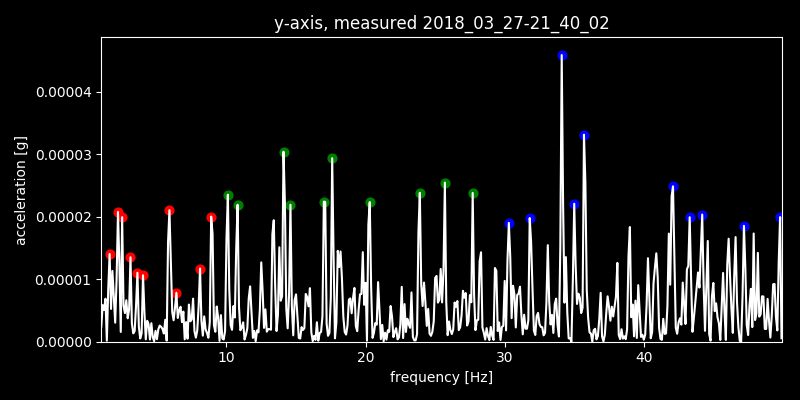 y-axis, measured 2018_03_27-21_40_02
acceleration [g]
0.00004
0.00003
0.00002
0.00001
0.00000
10 20 30 40
frequency [Hz]